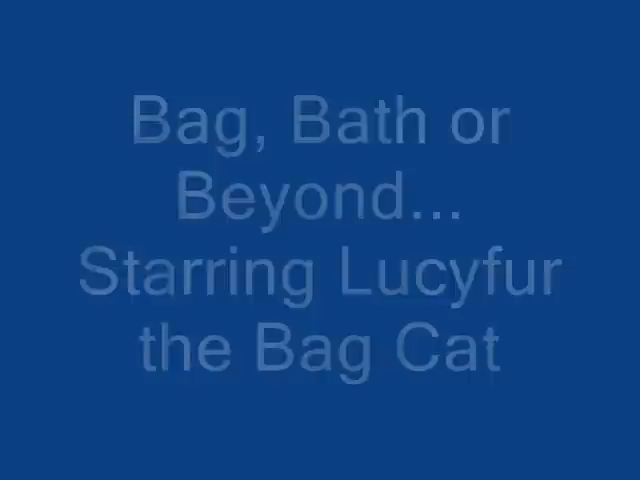 Bag, Bath or
Beyond...
Starring Lucyfur
the Bag Cat